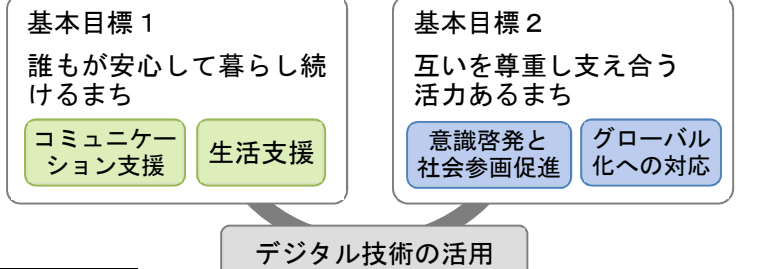 基本目標1
誰もが安心して暮らし続
けるまち
コミュニケー
ション支援
生活支援
基本目標2
互いを尊重し支え合う
活力あるまち
意識啓発と
社会参画促進
グローバル
化への対応
デジタル技術の活用